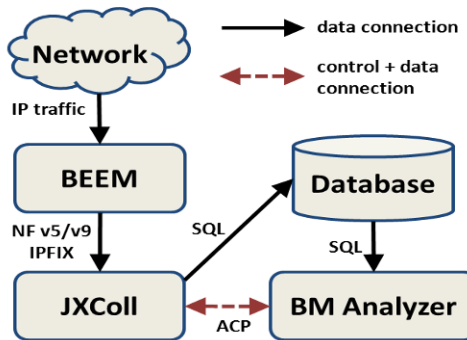 Network
data connection
control + data
connection
IP traffic
BEEM
Database
NF v5/v9
IPFIX
SQL
SQL
JXColl
ACP
BM Analyzer